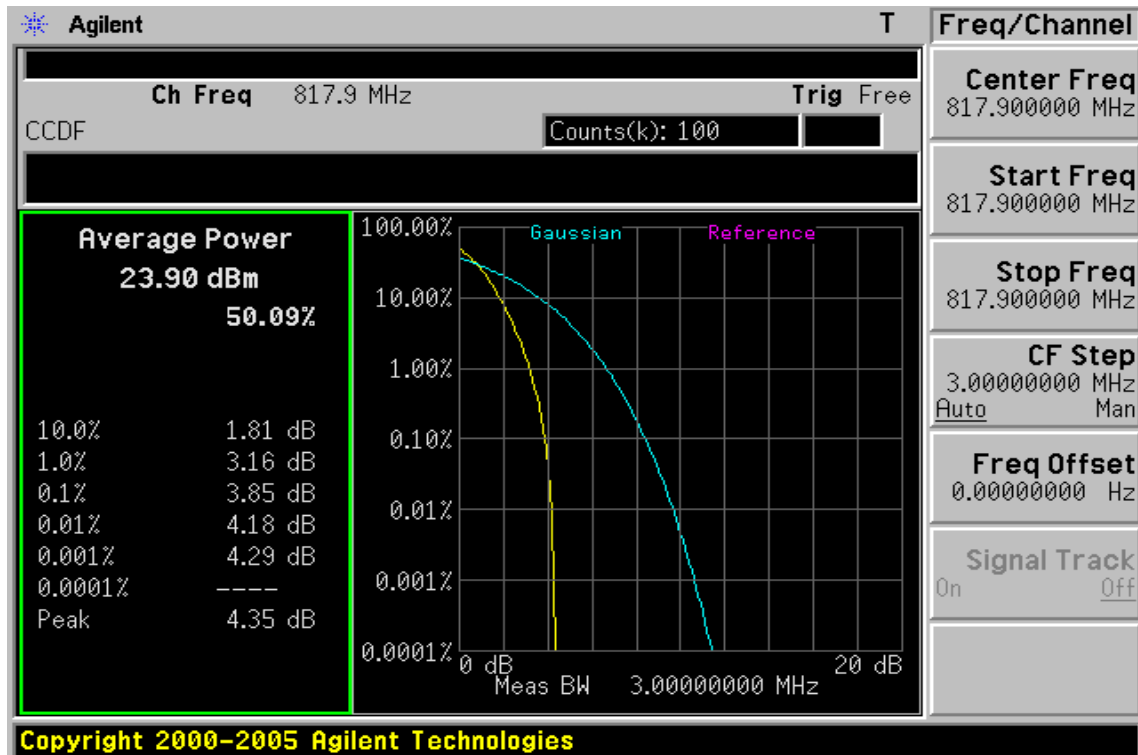 Agilent T Freq/Channel
Ch Freq 817.9 MHz Trig Free
CCDF Counts(k): 100
Center Freq
817.900000 MHz
Start Freq
817.900000 MHz
Stop Freq
817.900000 MHz
CF Step
3.00000000 MHz
Auto Man
Freq Offset
0.00000000 Hz
Signal Track
On Off
Average Power
23.90 dBm
50.09%
10.0% 1.81 dB
1.0% 3.16 dB
0.1% 3.85 dB
0.01% 4.18 dB
0.001% 4.29 dB
0.0001% ----
Peak 4.35 dB
Gaussian Reference
100.00%
10.00%
1.00%
0.10%
0.01%
0.001%
0.0001%
0 dB 20 dB
Meas BW 3.00000000 MHz
Copyright 2000-2005 Agilent Technologies